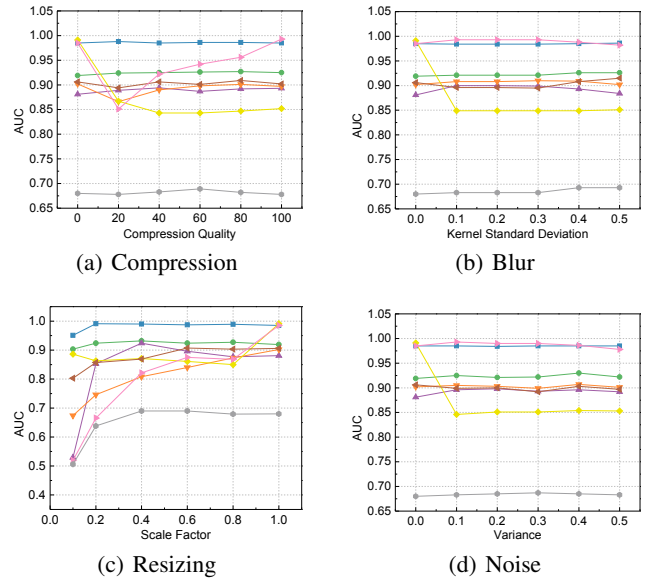 1.05
1.00
0.95
0.90
0.85
0.80
0.75
0.70
0.65
AUC
0 20 40 60 80 100
Compression Quality
(a) Compression
1.05
1.00
0.95
0.90
0.85
0.80
0.75
0.70
0.65
AUC
0.0 0.1 0.2 0.3 0.4 0.5
Kernel Standard Deviation
(b) Blur
1.0
0.9
0.8
0.7
0.6
0.5
0.4
AUC
0.0 0.2 0.4 0.6 0.8 1.0
Scale Factor
(c) Resizing
1.05
1.00
0.95
0.90
0.85
0.80
0.75
0.70
0.65
AUC
0.0 0.1 0.2 0.3 0.4 0.5
Variance
(d) Noise